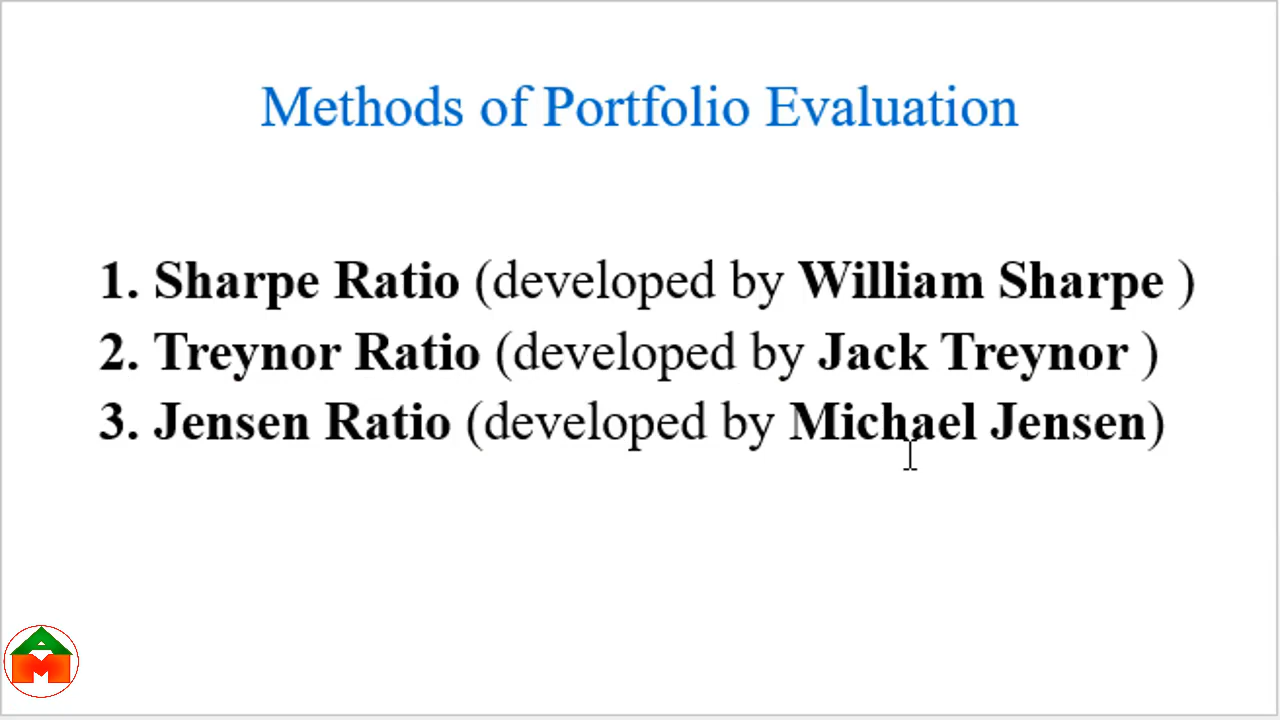 Methods of Portfolio Evaluation
1. Sharpe Ratio (developed by William Sharpe )
2. Treynor Ratio (developed by Jack Treynor )
3. Jensen Ratio (developed by Michael Jensen)